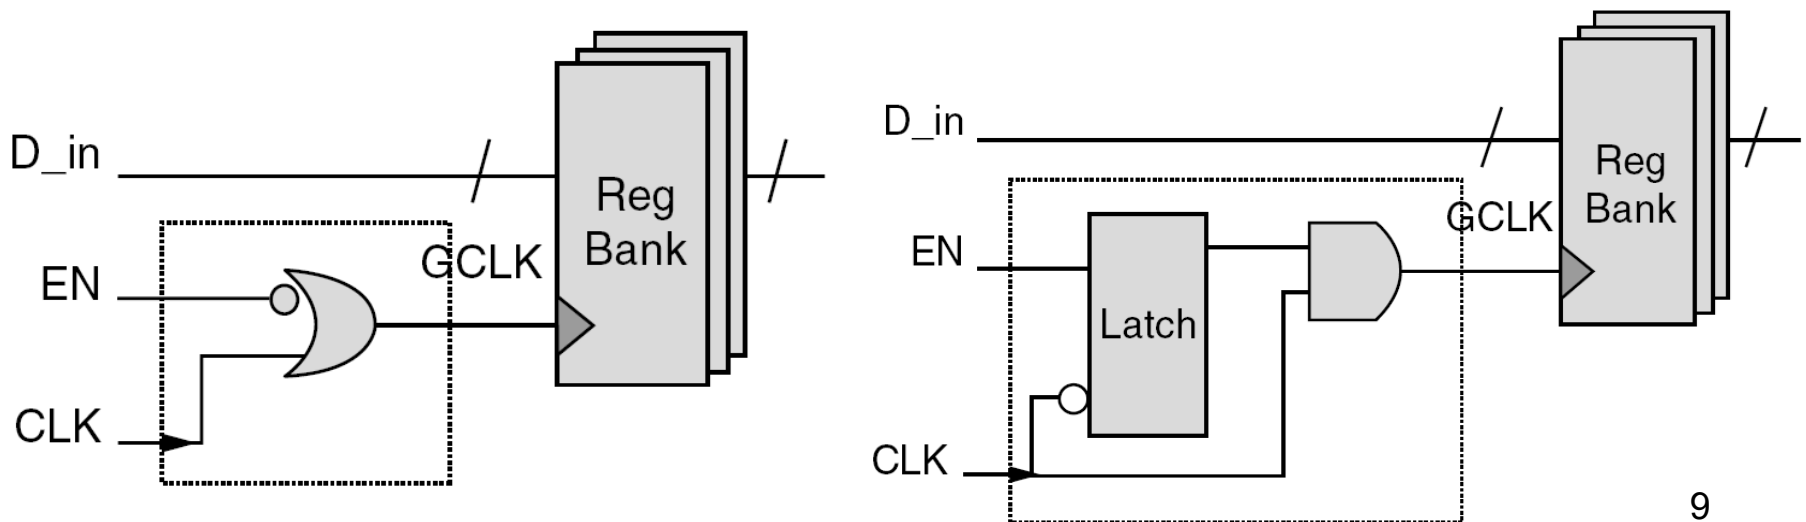 D_in
Reg
Bank
GCLK
EN
CLK
D_in
Reg
Bank
GCLK
EN
Latch
CLK
9